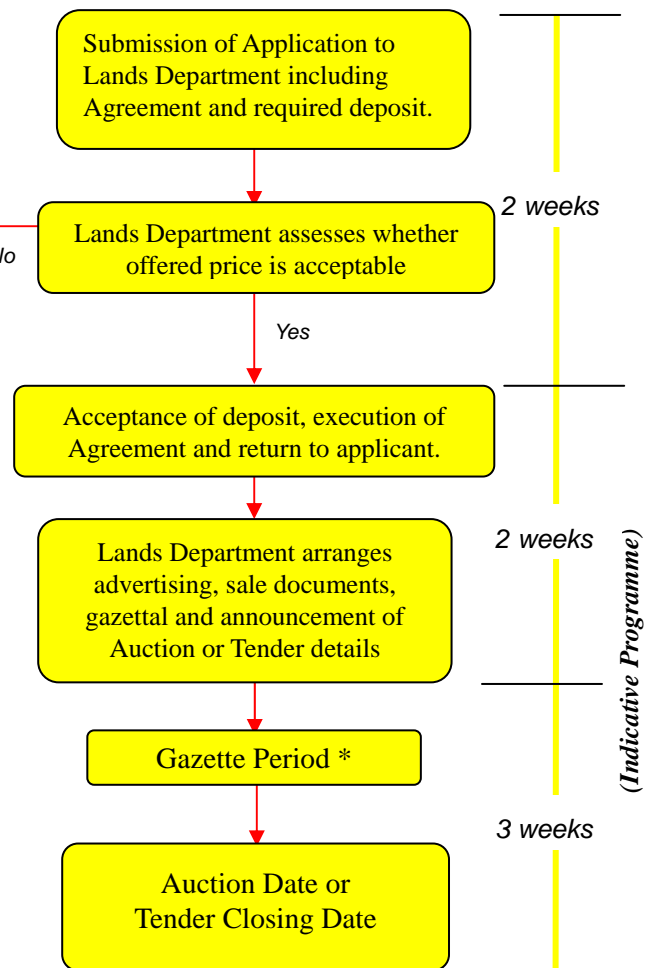 Submission of Application to
Lands Department including
Agreement and required deposit.
2 weeks
Lands Department assesses whether
offered price is acceptable
Yes
Acceptance of deposit, execution of
Agreement and return to applicant.
2 weeks
Lands Department arranges
advertising, sale documents,
gazettal and announcement of
Auction or Tender details
(Indicative Programme)
Gazette Period *
3 weeks
Auction Date or
Tender Closing Date